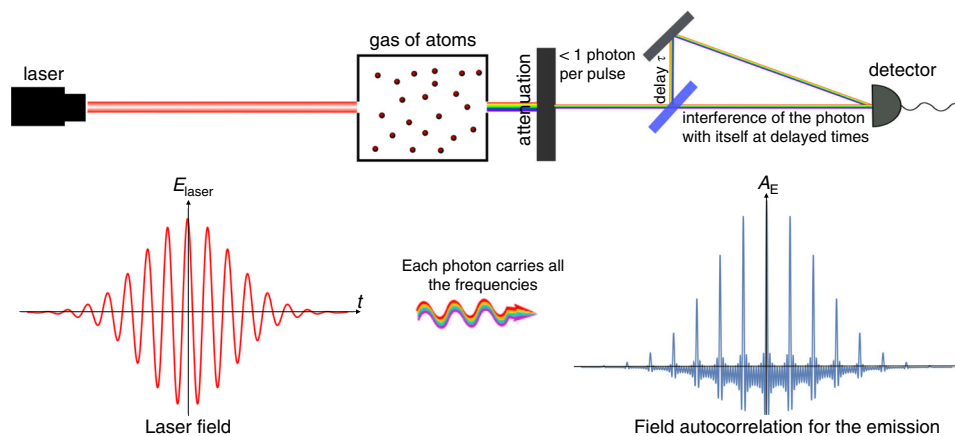 laser
gas of atoms
attenuation
< 1 photon
per pulse
delay τ
detector
interference of the photon
with itself at delayed times
E_laser
t
Laser field
Each photon carries all
the frequencies
A_E
Field autocorrelation for the emission